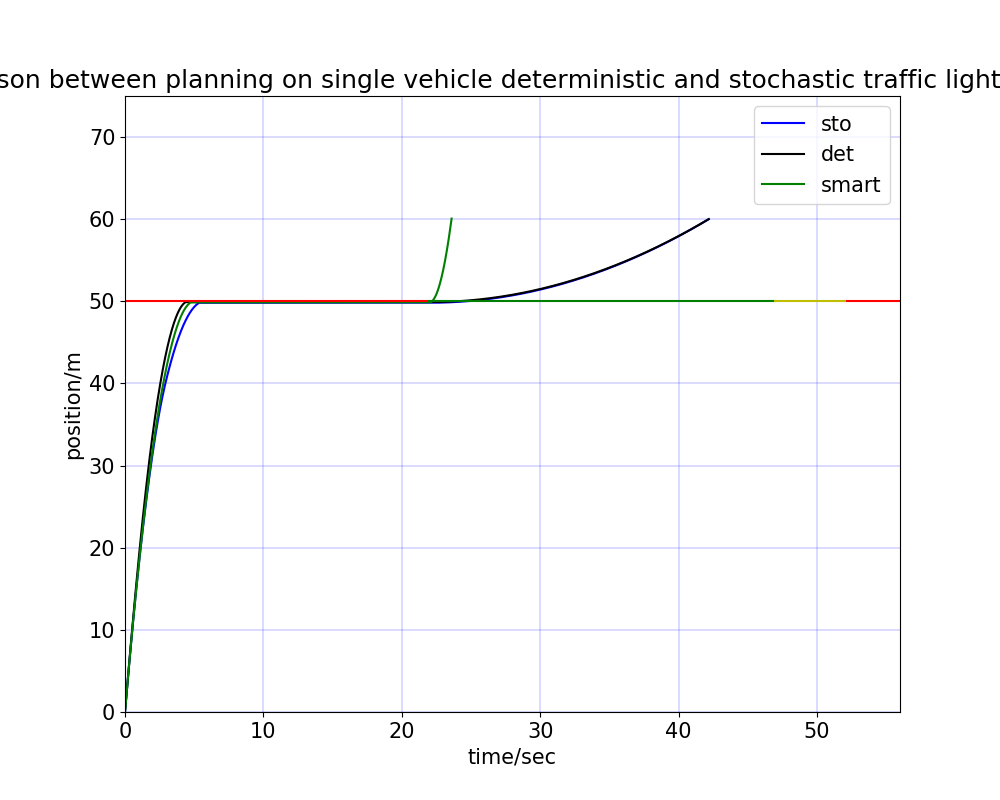 son between planning on single vehicle deterministic and stochastic traffic light
sto
det
smart
70
60
50
40
30
20
10
0
position/m
0 10 20 30 40 50
time/sec